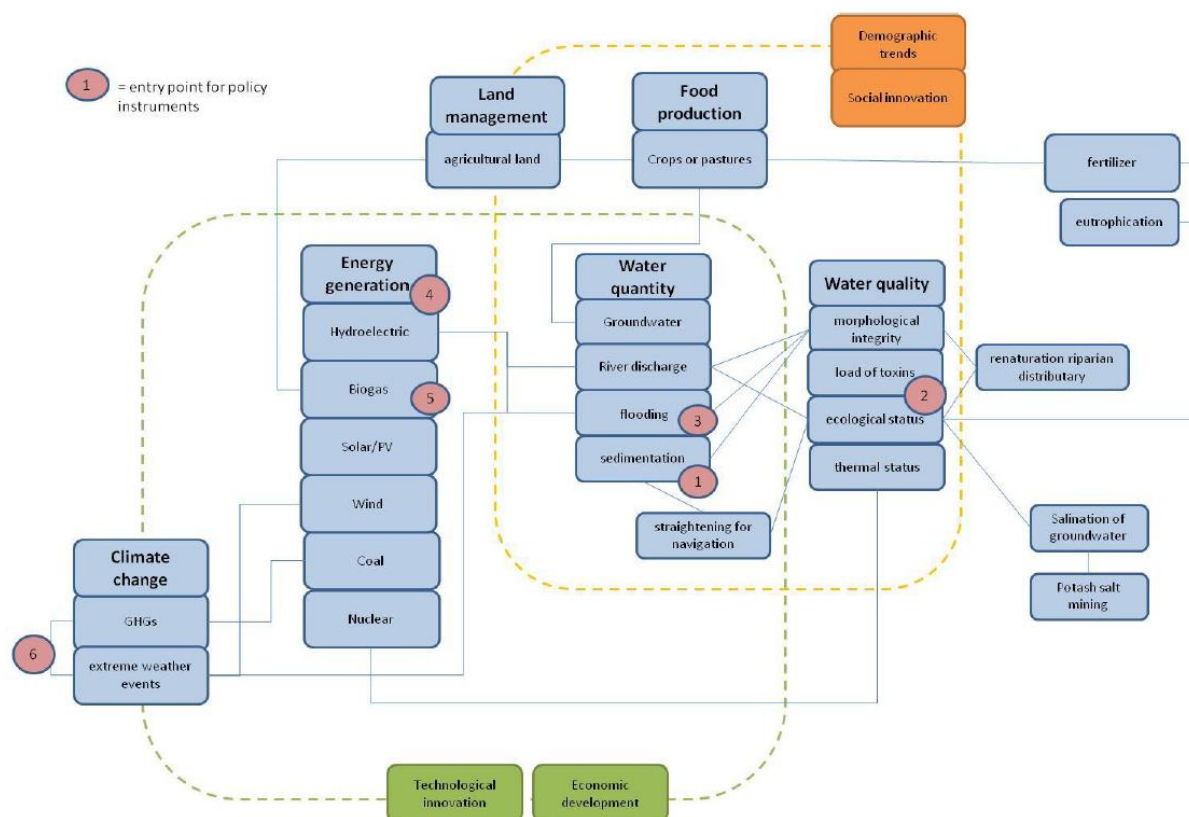 Demographic
trends
Social innovation
1
= entry point for policy
instruments
Land
management
agricultural land
Food
production
Crops or pastures
fertilizer
eutrophication
Energy
generation
4
Hydroelectric
Biogas
5
Solar/PV
Wind
Coal
Nuclear
Water
quantity
Groundwater
River discharge
flooding
3
sedimentation
1
straightening for
navigation
Water quality
morphological
integrity
load of toxins
2
ecological status
thermal status
renaturation riparian
distributary
Salination of
groundwater
Potash salt
mining
Climate
change
GHGs
6
extreme weather
events
Technological
innovation
Economic
development